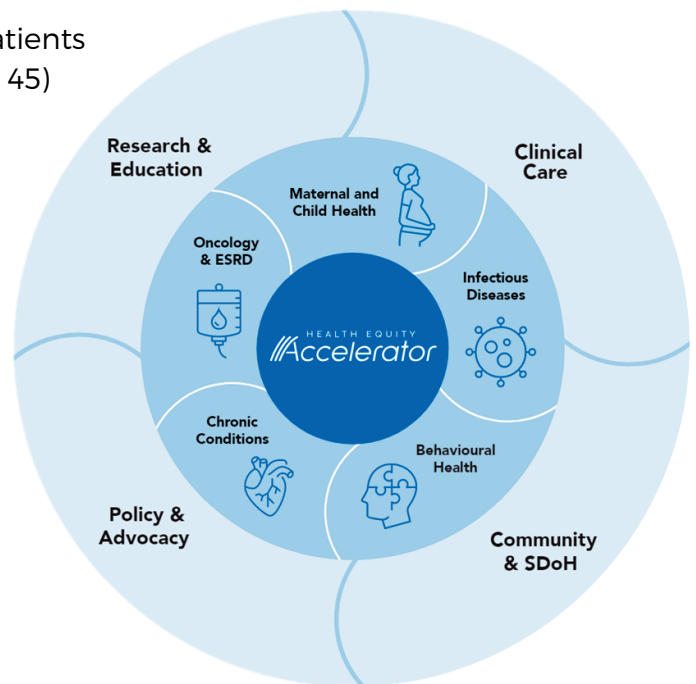 atients
45)
Research &
Education
Clinical
Care
Maternal and
Child Health
Oncology
& ESRD
Infectious
Diseases
HEALTH EQUITY
Accelerator
Chronic
Conditions
Behavioural
Health
Policy &
Advocacy
Community
& SDoH